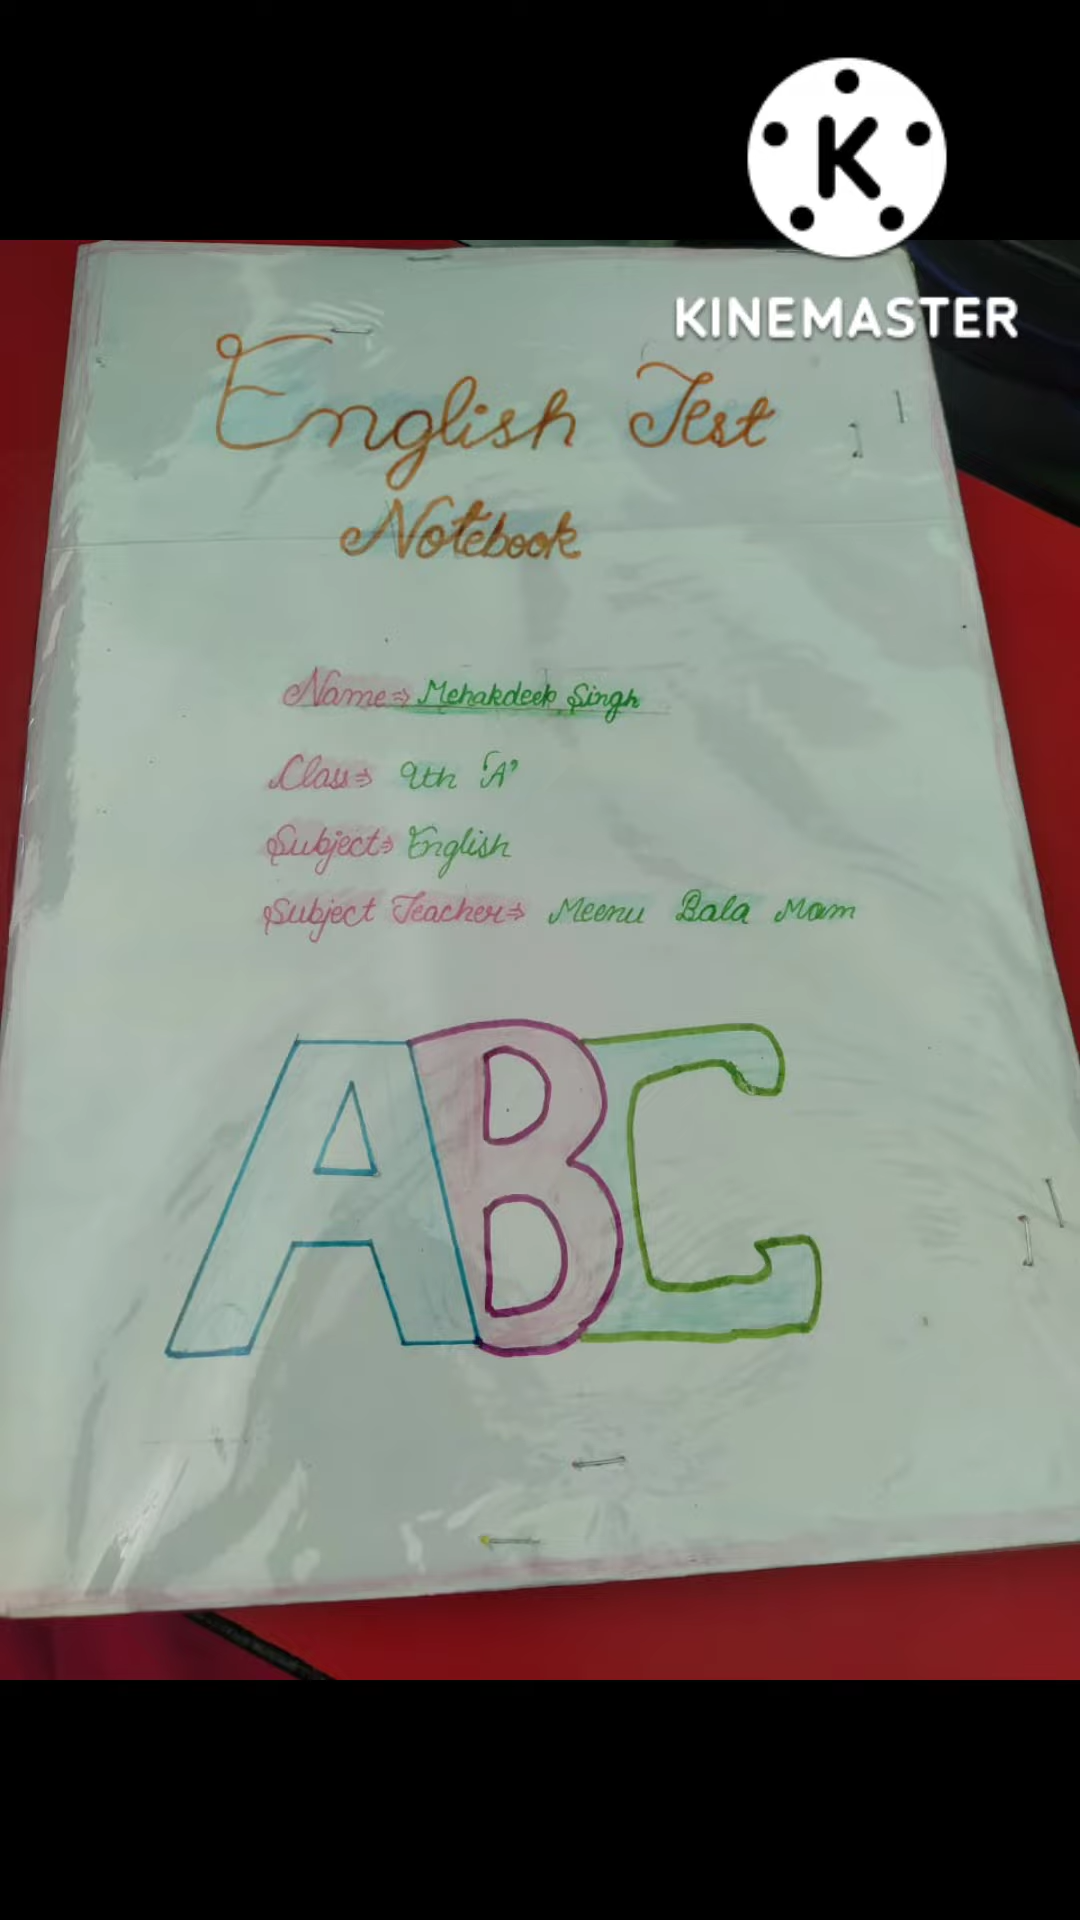 K
KINEMASTER
English Test
Notebook
Name⇒ Mehakdeep Singh
Class⇒ 9th 'A'
Subject⇒ English
Subject Teacher⇒ Meenu Bala Mam
ABC